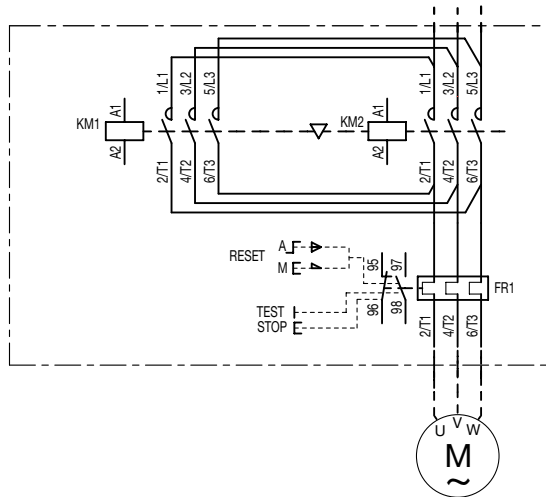 1/L1 3/L2 5/L3 1/L1 3/L2 5/L3
KM1 A1 KM2 A1
A2 A2
2/T1 4/T2 6/T3 2/T1 4/T2 6/T3
RESET A 95 97
M
FR1
TEST 96 98 2/T1 4/T2 6/T3
STOP
U V W
M
~